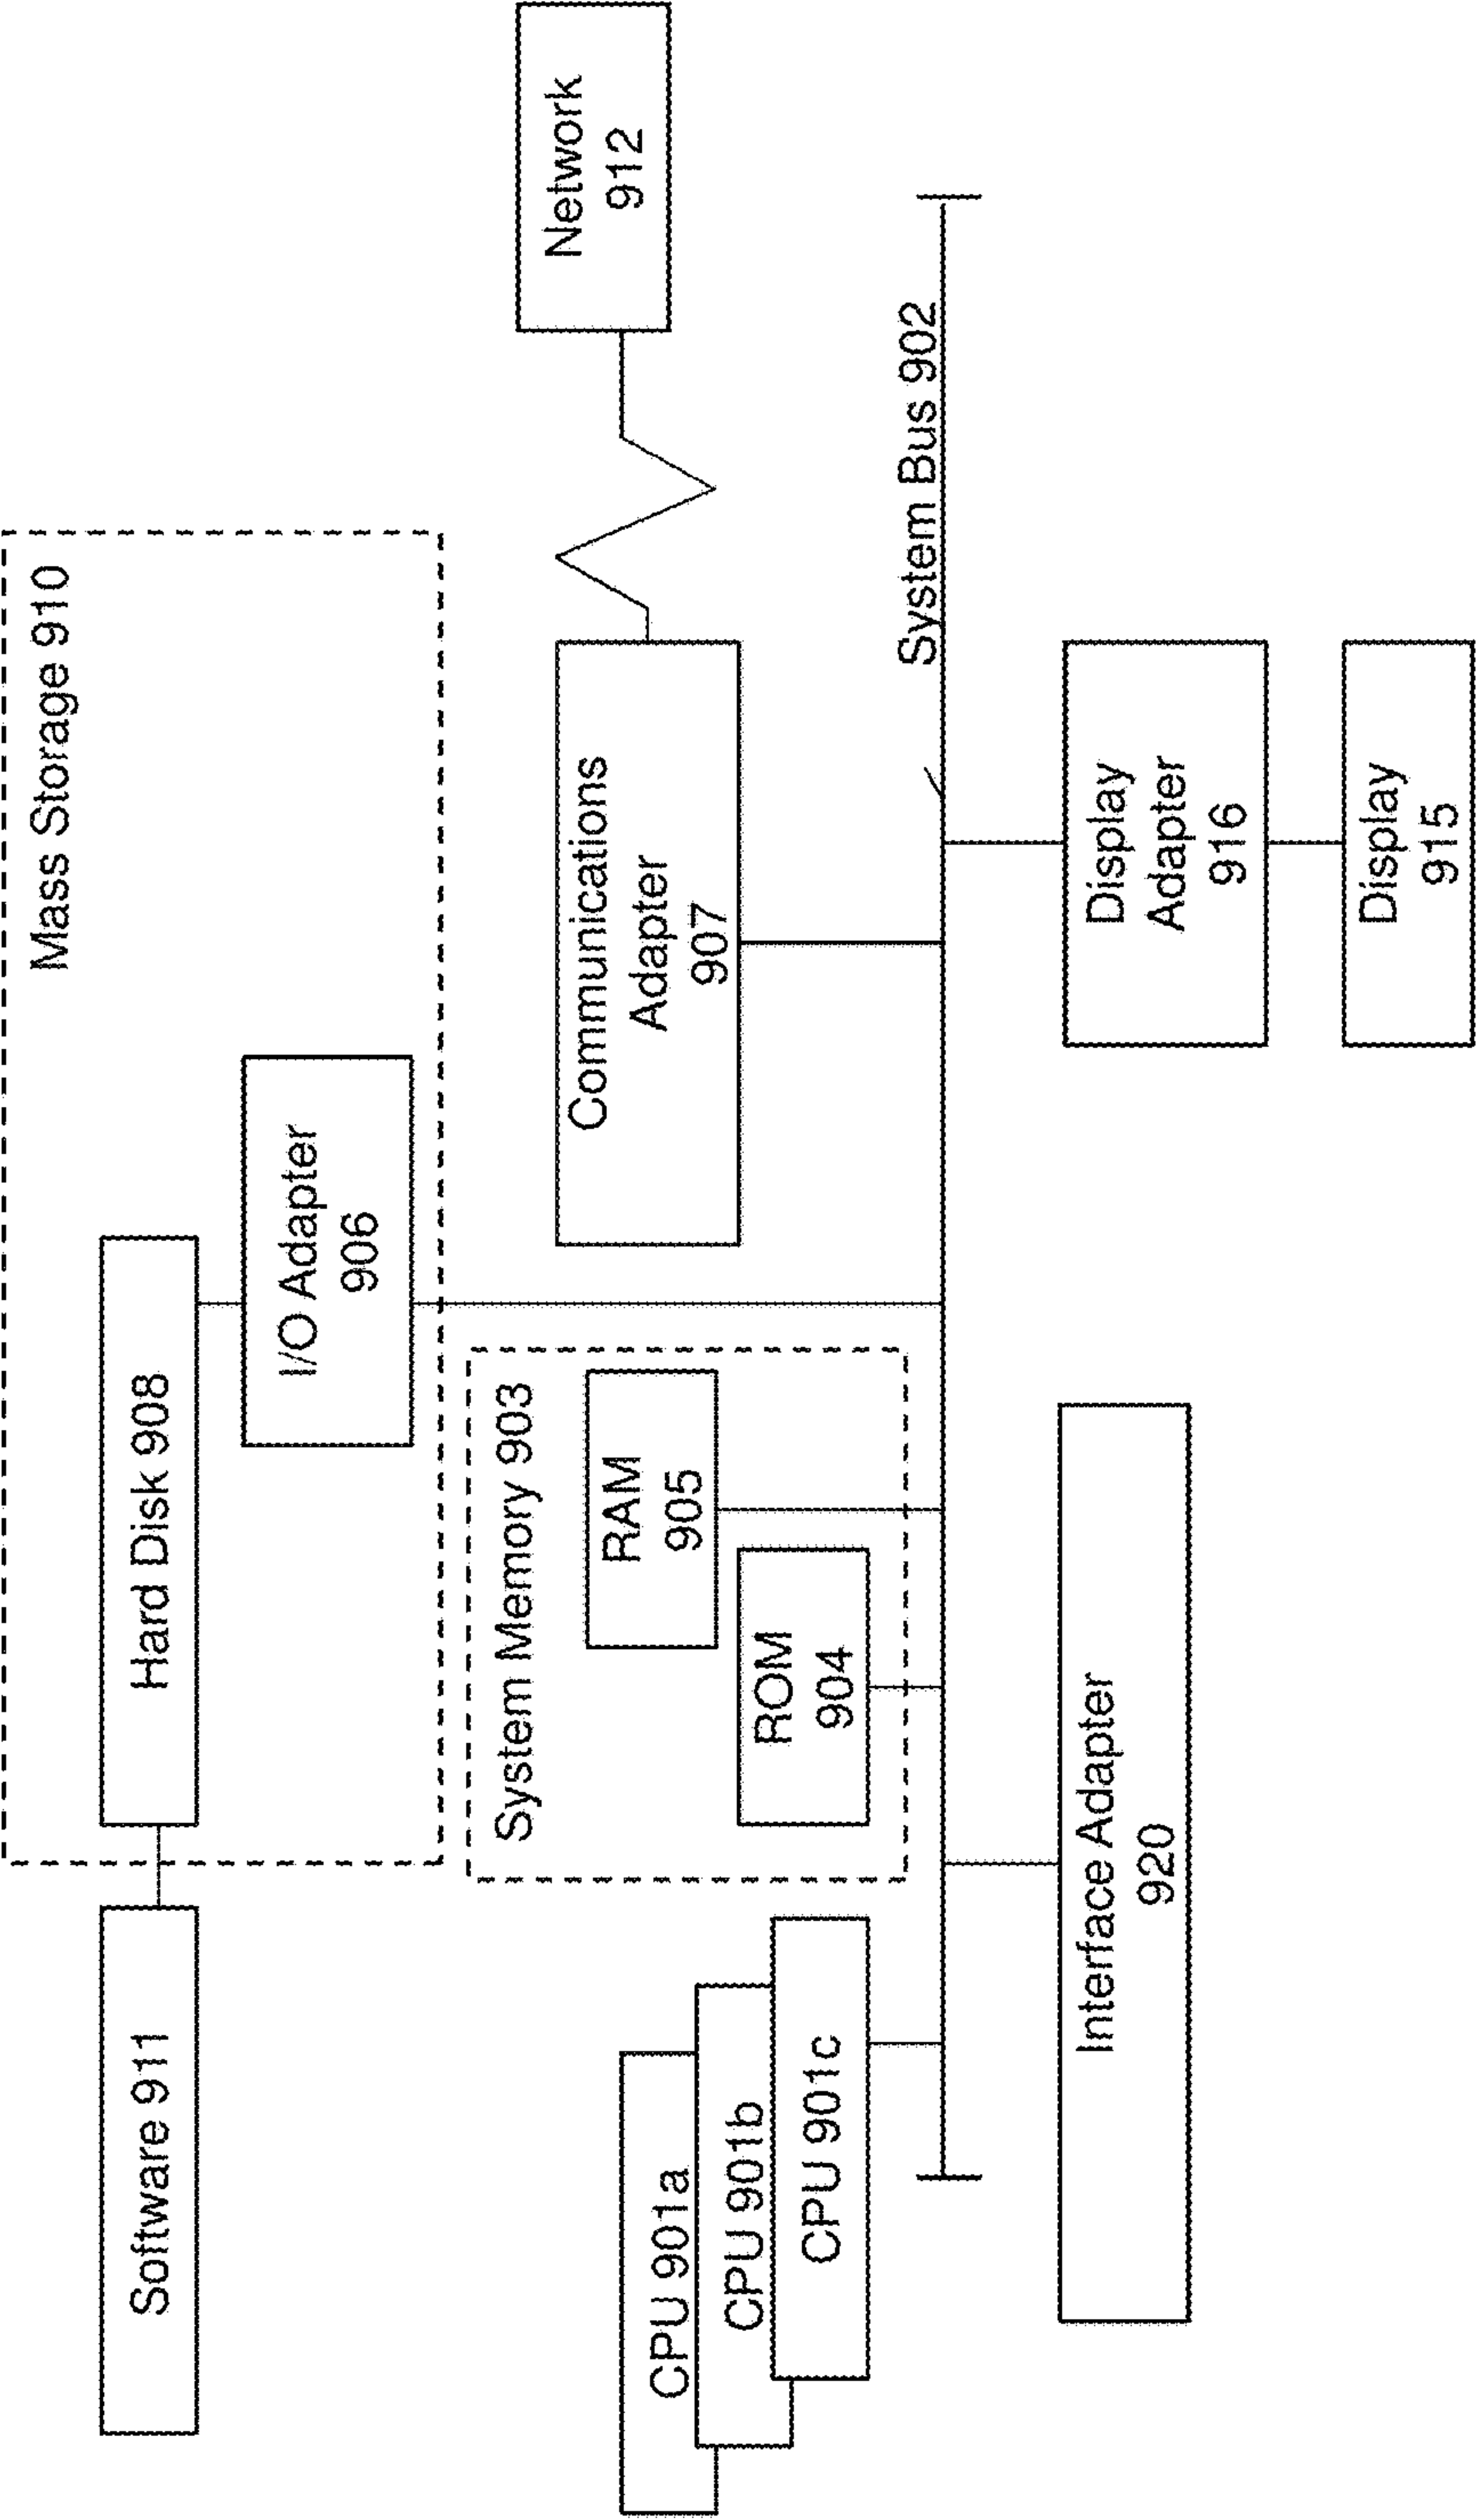 Mass Storage 910
Software 911
Hard Disk 908
I/O Adapter
906
System Memory 903
Network
912
Communications
Adapter
907
RAM
905
CPU 901a
CPU 901b
CPU 901c
ROM
904
System Bus 902
Interface Adapter
920
Display
Adapter
916
Display
915